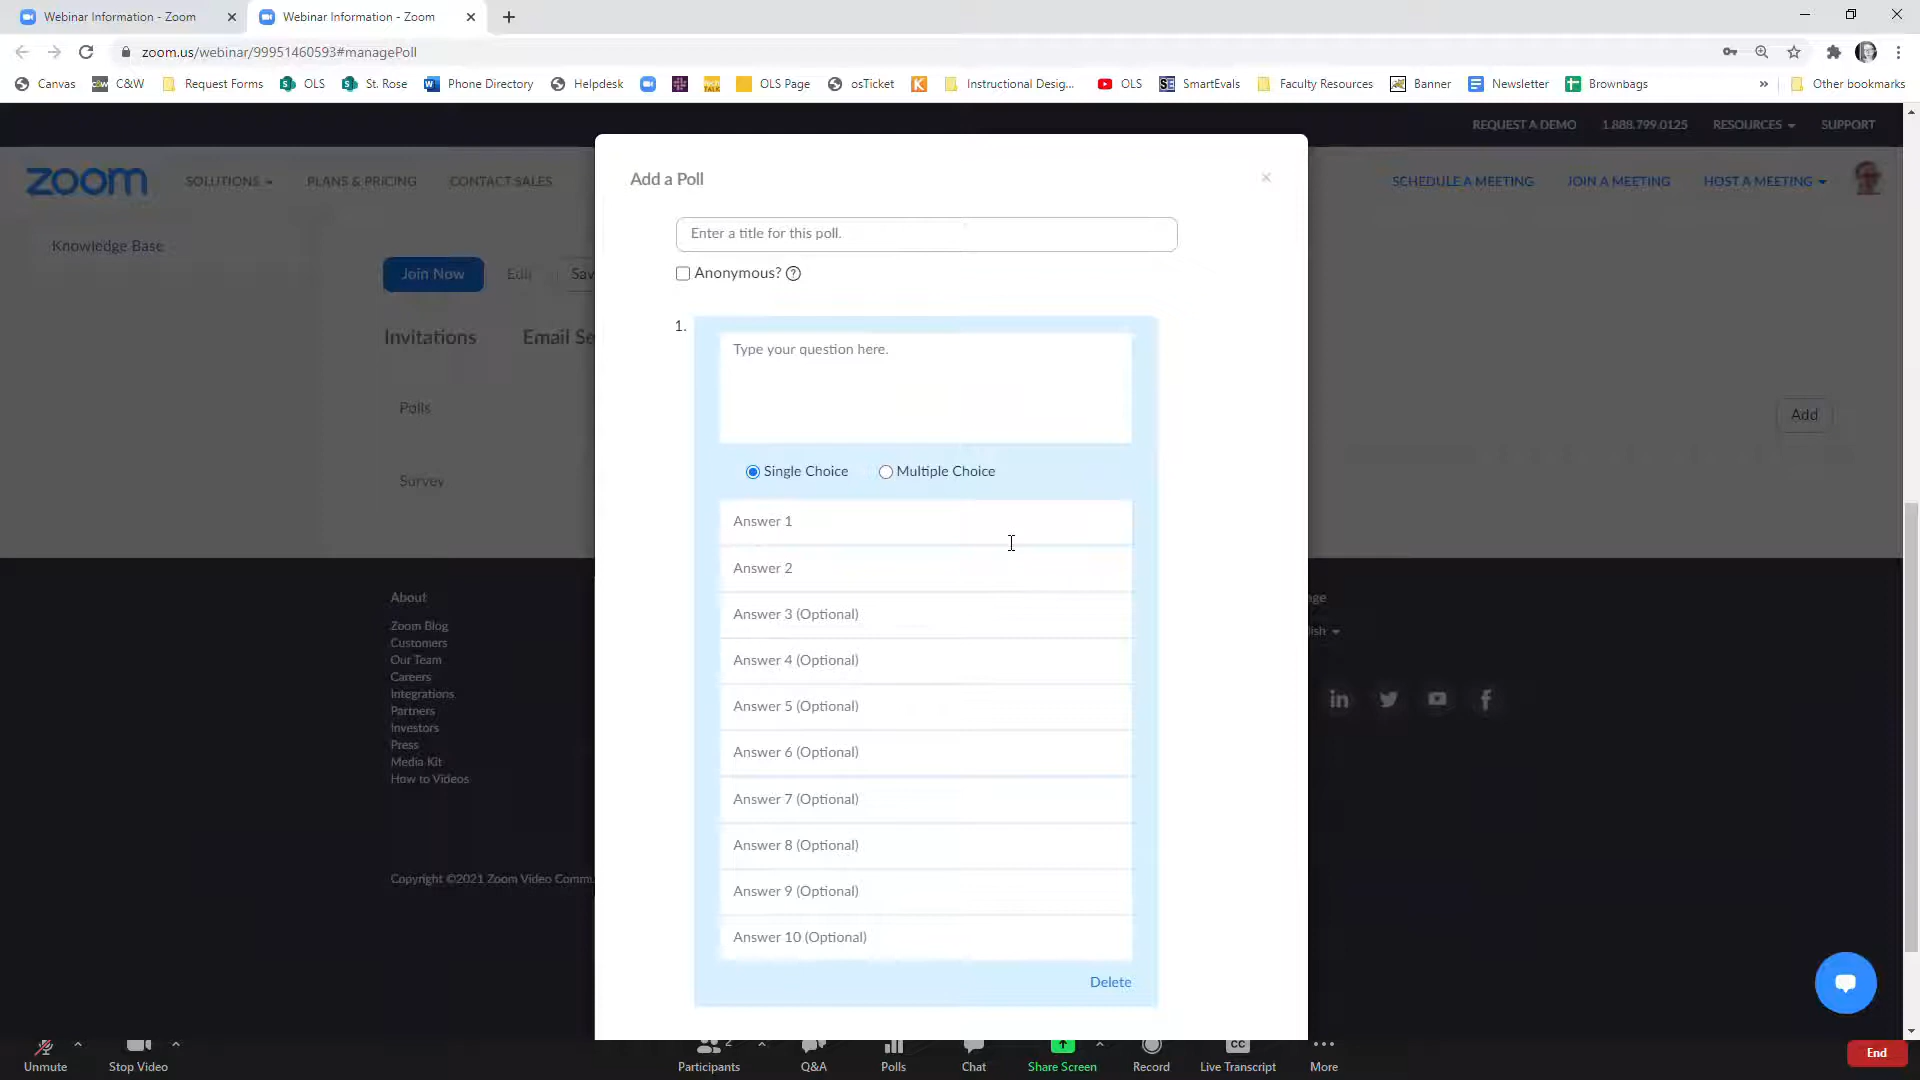 Webinar Information - Zoom
Webinar Information - Zoom
zoom.us/webinar/99951460593#managePoll
Canvas
C&W
C&W
Request Forms
OLS
St. Rose
Phone Directory
Helpdesk
OLS Page
osTicket
Instructional Desig...
OLS
SE
SmartEvals
Faculty Resources
Banner
Newsletter
Brownbags
»
Other bookmarks
REQUEST A DEMO
1.888.799.0125
RESOURCES
SUPPORT
zoom
SOLUTIONS
PLANS & PRICING
CONTACT SALES
SCHEDULE A MEETING
JOIN A MEETING
HOST A MEETING
Knowledge Base
Join Now
Edit
Sav
Invitations
Email Se
Polls
Add
Survey
Add a Poll
×
Enter a title for this poll.
Anonymous?
1.
Type your question here.
Single Choice
Multiple Choice
Answer 1
Answer 2
Answer 3 (Optional)
Answer 4 (Optional)
Answer 5 (Optional)
Answer 6 (Optional)
Answer 7 (Optional)
Answer 8 (Optional)
Answer 9 (Optional)
Answer 10 (Optional)
Delete
About
Zoom Blog
Customers
Our Team
Careers
Integrations
Partners
Investors
Press
Media Kit
How to Videos
age
lish
in
Copyright ©2021 Zoom Video Commu
Unmute
Stop Video
2
Participants
Q&A
Polls
Chat
Share Screen
Record
CC
Live Transcript
More
End